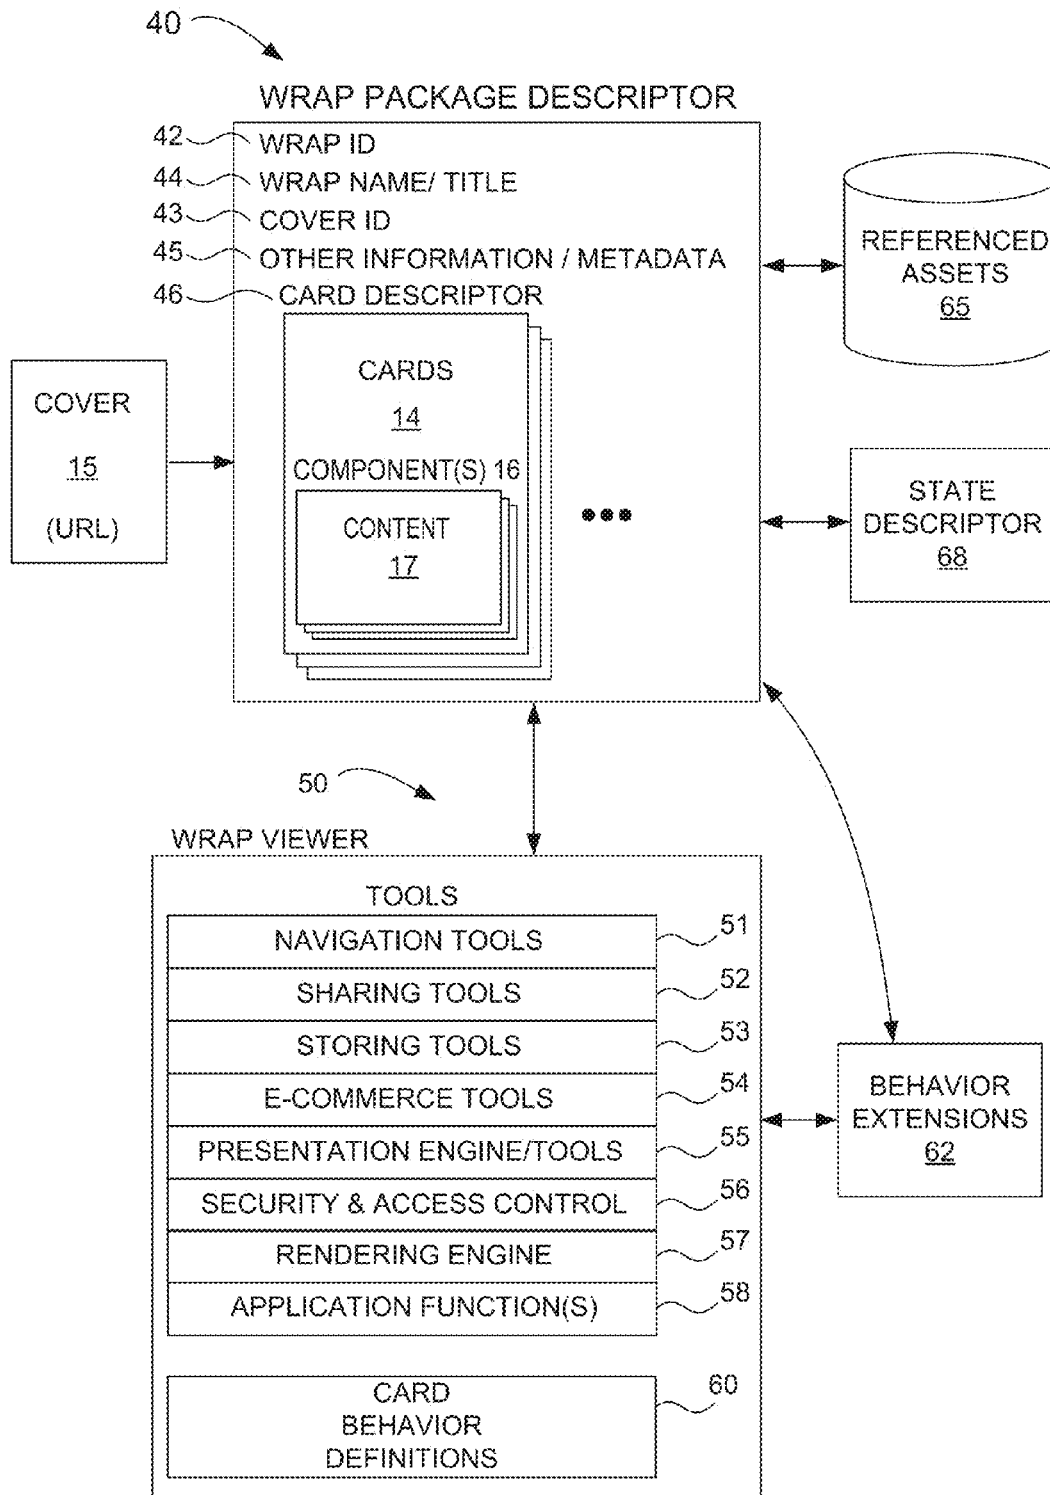 40
WRAP PACKAGE DESCRIPTOR
42 WRAP ID
44 WRAP NAME/ TITLE
43 COVER ID
45 OTHER INFORMATION / METADATA
46 CARD DESCRIPTOR
CARDS
14
COMPONENT(S) 16
CONTENT
17
COVER
15
(URL)
REFERENCED
ASSETS
65
STATE
DESCRIPTOR
68
50
WRAP VIEWER
TOOLS
NAVIGATION TOOLS 51
SHARING TOOLS 52
STORING TOOLS 53
E-COMMERCE TOOLS 54
PRESENTATION ENGINE/TOOLS 55
SECURITY & ACCESS CONTROL 56
RENDERING ENGINE 57
APPLICATION FUNCTION(S) 58
CARD 60
BEHAVIOR
DEFINITIONS
BEHAVIOR
EXTENSIONS
62